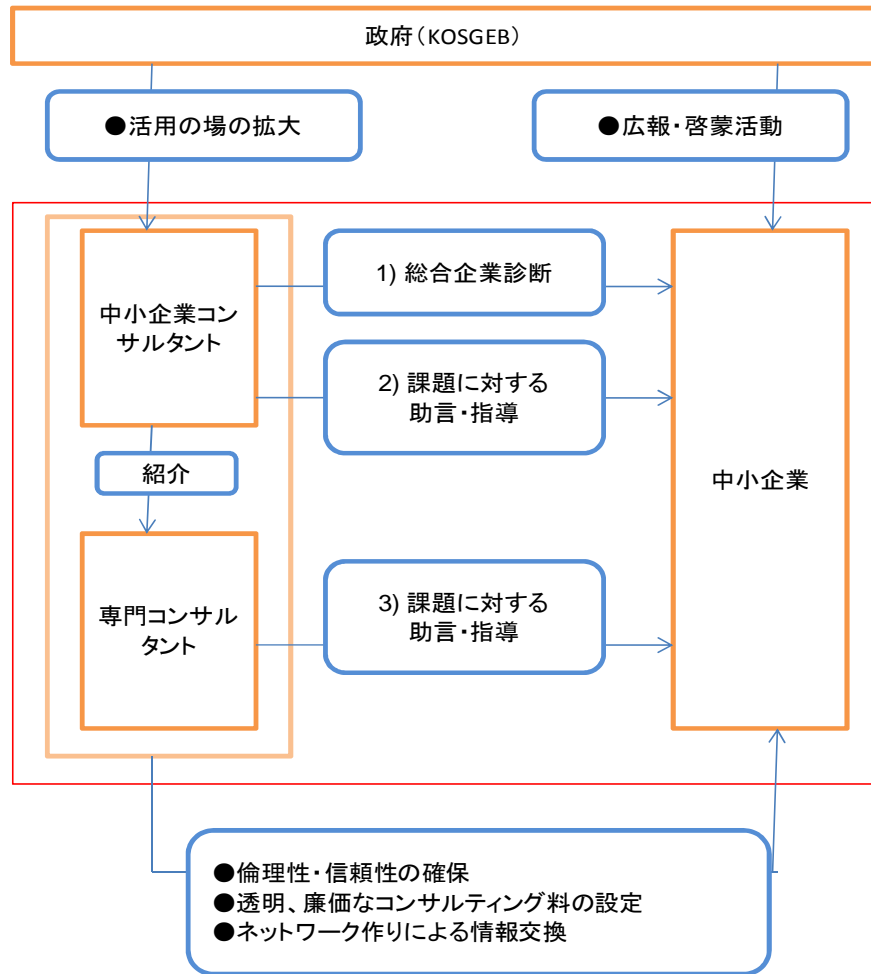 政府（KOSGEB）
●活用の場の拡大
●広報・啓蒙活動
中小企業コン
サルタント
1) 総合企業診断
2) 課題に対する
助言・指導
紹介
中小企業
専門コンサル
タント
3) 課題に対する
助言・指導
●倫理性・信頼性の確保
●透明、廉価なコンサルティング料の設定
●ネットワーク作りによる情報交換